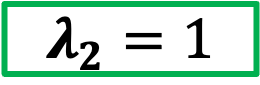 λ₂ = 1